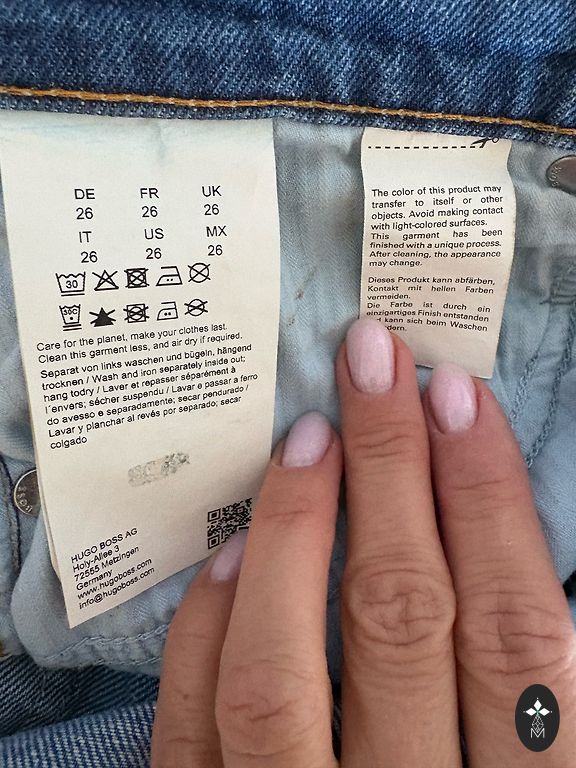 DE FR UK
26 26 26
IT US MX
26 26 26
30
30C
Care for the planet, make your clothes last.
Clean this garment less, and air dry if required.
Separat von links waschen und bügeln, hängend
trocknen / Wash and iron separately inside out;
hang todry / Laver et repasser séparément à
l´envers; sécher suspendu / Lavar e passar a ferro
do avesso e separadamente; secar pendurado /
Lavar y planchar al revés por separado; secar
colgado
HUGO BOSS AG
Holy-Allee 3
72555 Metzingen
Germany
www.hugoboss.com
info@hugoboss.com
The color of this product may
transfer to itself or other
objects. Avoid making contact
with light-colored surfaces.
This garment has been
finished with a unique process.
After cleaning, the appearance
may change.
Dieses Produkt kann abfärben,
Kontakt mit hellen Farben
vermeiden.
Die Farbe ist durch ein
einzigartiges Finish entstanden
kann sich beim Waschen
M